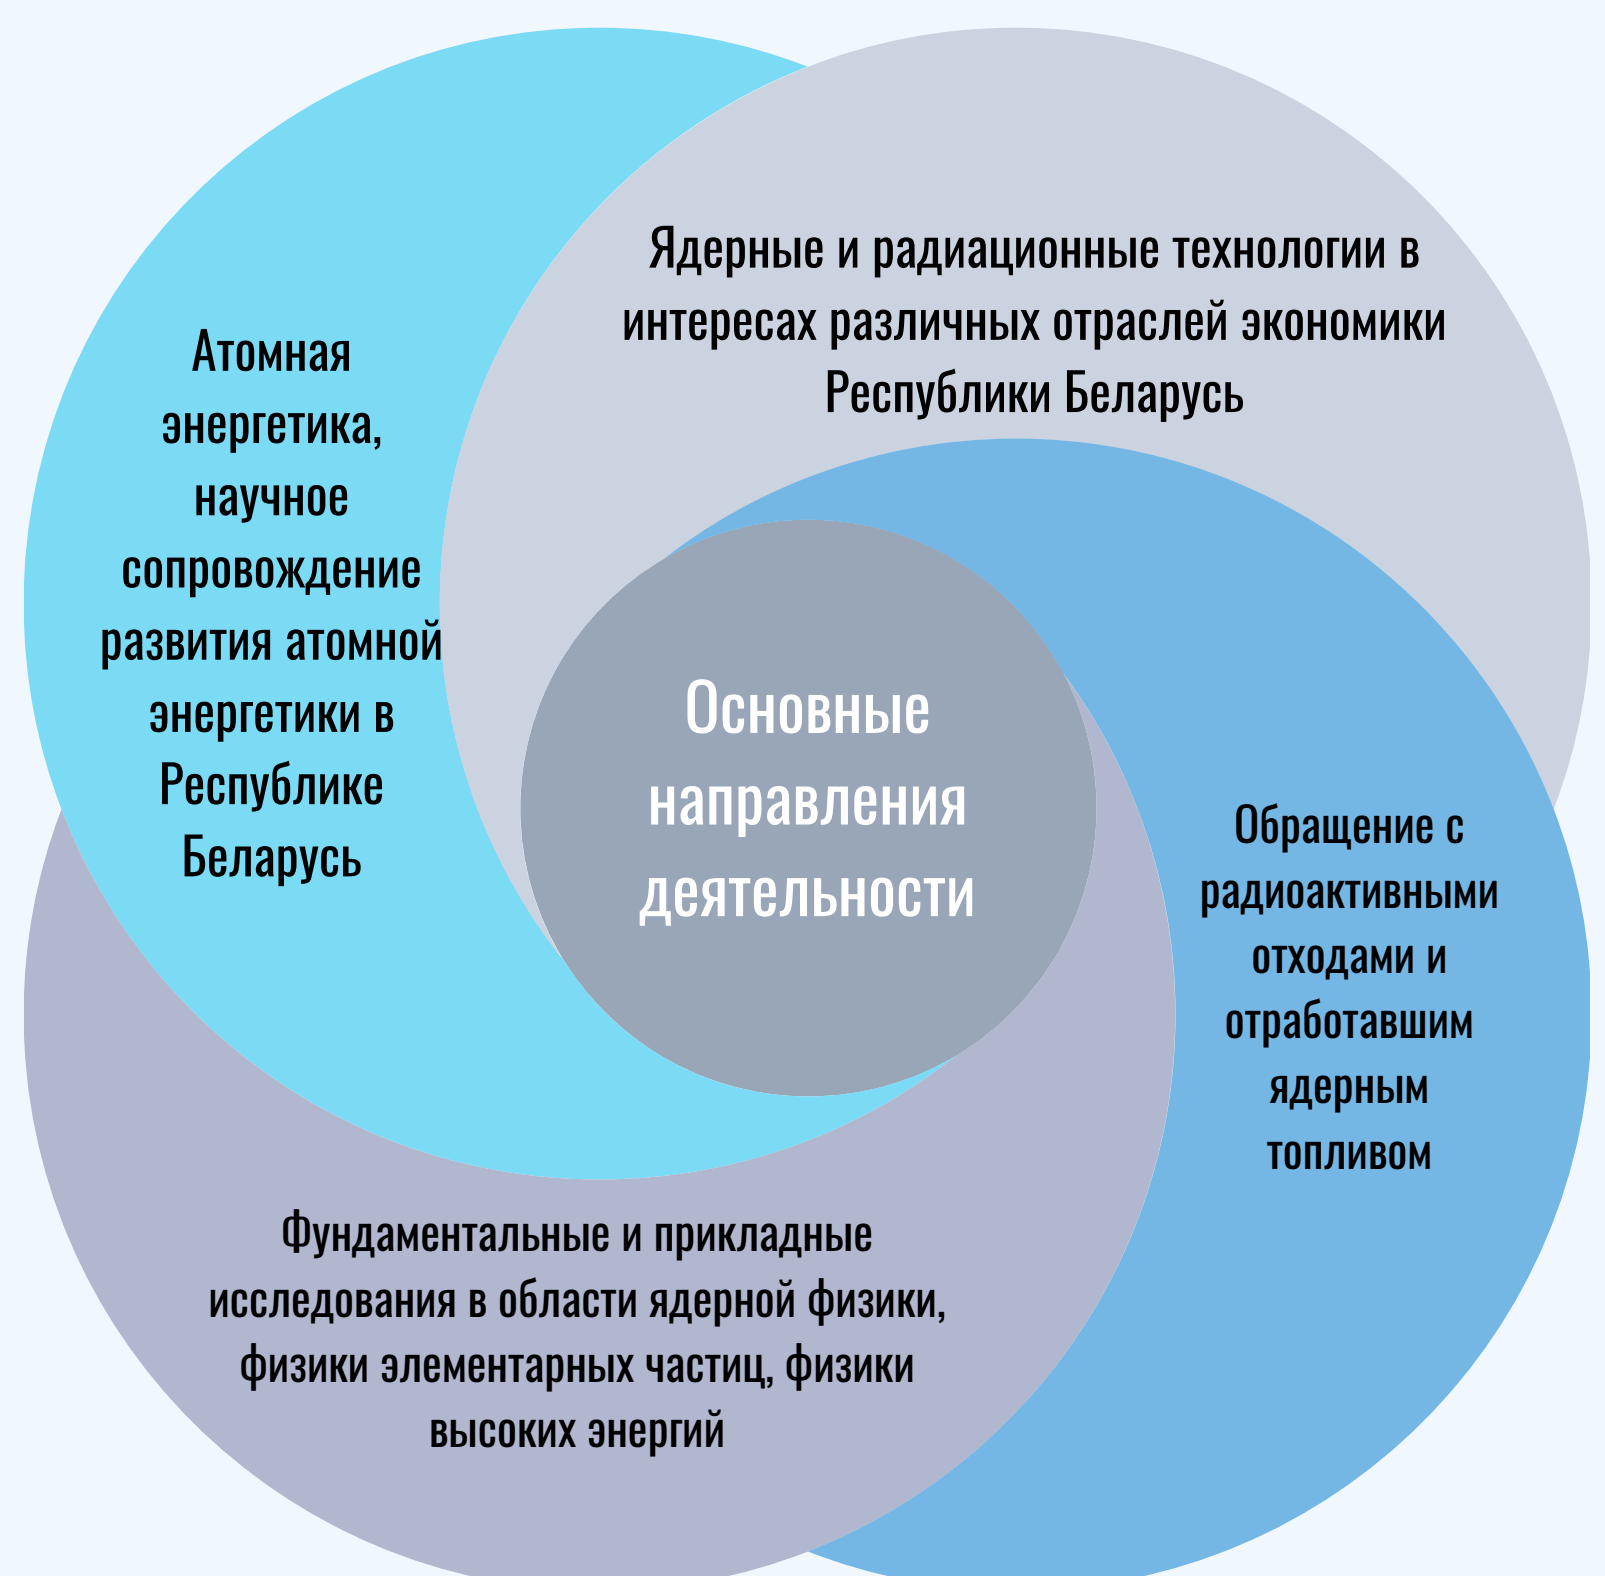 Атомная
энергетика,
научное
сопровождение
развития атомной
энергетики в
Республике
Беларусь
Ядерные и радиационные технологии в
интересах различных отраслей экономики
Республики Беларусь
Основные
направления
деятельности
Обращение с
радиоактивными
отходами и
отработавшим
ядерным
топливом
Фундаментальные и прикладные
исследования в области ядерной физики,
физики элементарных частиц, физики
высоких энергий